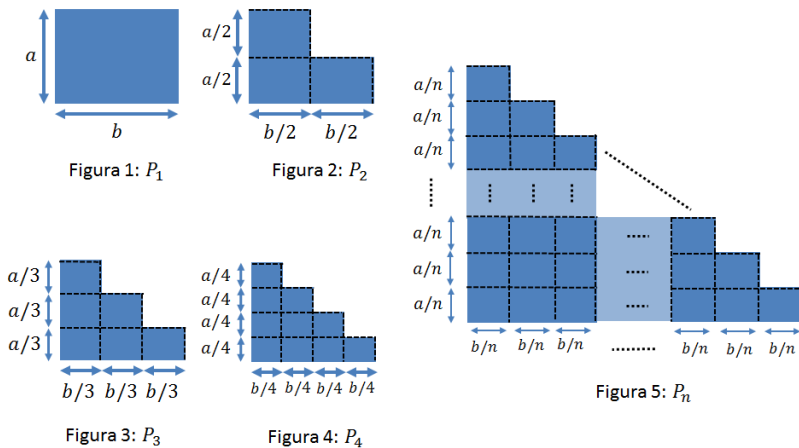 a
b
Figura 1: P₁
a/2
a/2
b/2 b/2
Figura 2: P₂
a/3
a/3
a/3
b/3 b/3 b/3
Figura 3: P₃
a/4
a/4
a/4
a/4
b/4 b/4 b/4 b/4
Figura 4: P₄
a/n
a/n
a/n
a/n
a/n
a/n
b/n b/n b/n ....... b/n b/n b/n
Figura 5: Pₙ